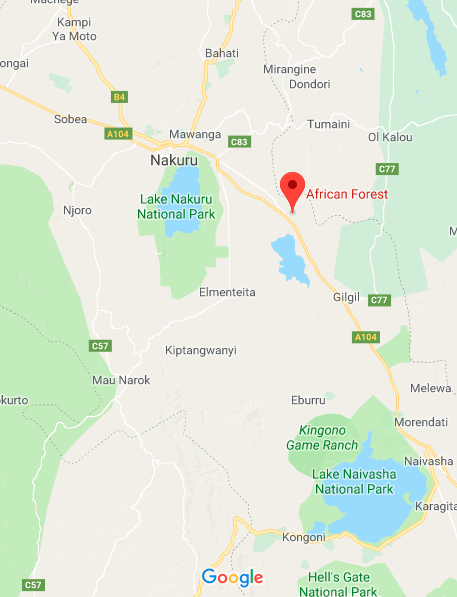 Machege
Kampi
Ya Moto
C83
ongai
Bahati
Mirangine
Dondori
B4
Sobea
A104
Mawanga
C83
Tumaini
Ol Kalou
Nakuru
C77
Lake Nakuru
National Park
African Forest
Njoro
M
Elmenteita
Gilgil
C77
A104
C57
Kiptangwanyi
Mau Narok
okurto
Eburru
Melewa
Morendati
Kingono
Game Ranch
Naivasha
Lake Naivasha
National Park
Karagita
Kongoni
C57
Google
Hell's Gate
National Park